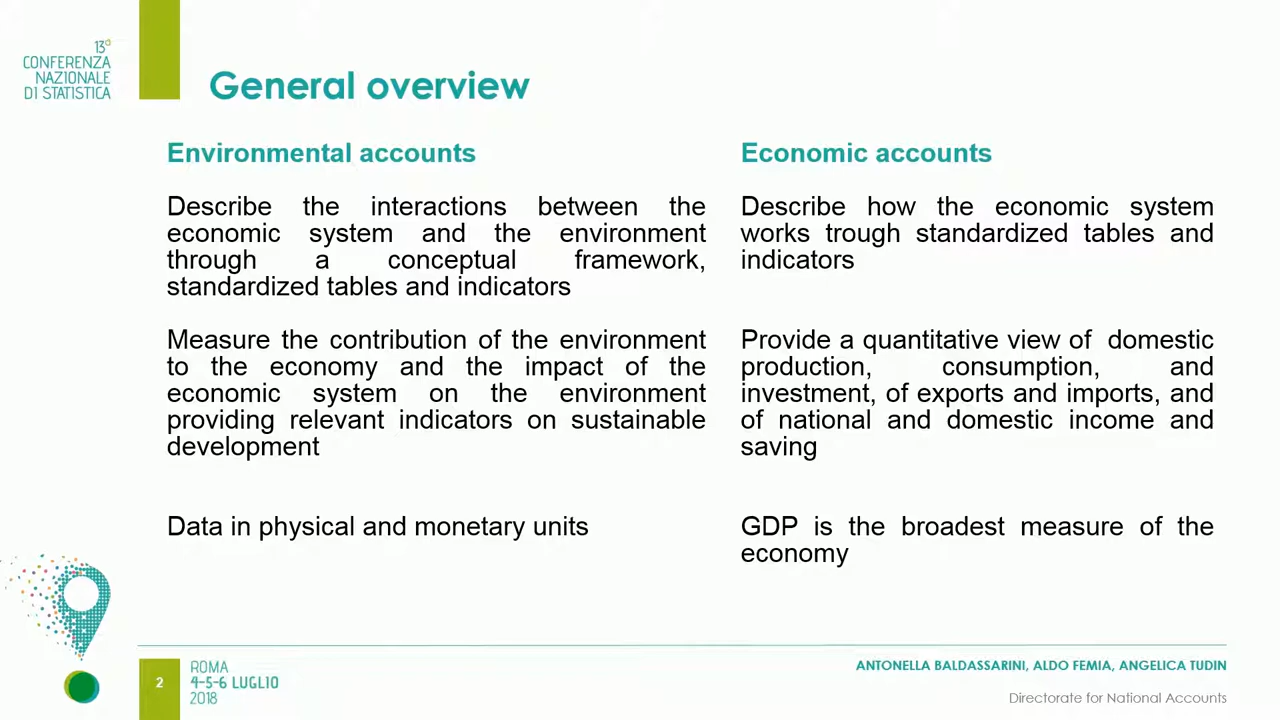 13ª
CONFERENZA
NAZIONALE
DI STATISTICA
General overview
Environmental accounts
Describe the interactions between the
economic system and the environment
through a conceptual framework,
standardized tables and indicators
Measure the contribution of the environment
to the economy and the impact of the
economic system on the environment
providing relevant indicators on sustainable
development
Data in physical and monetary units
Economic accounts
Describe how the economic system
works trough standardized tables and
indicators
Provide a quantitative view of domestic
production, consumption, and
investment, of exports and imports, and
of national and domestic income and
saving
GDP is the broadest measure of the
economy
2
ROMA
4-5-6 LUGLIO
2018
ANTONELLA BALDASSARINI, ALDO FEMIA, ANGELICA TUDIN
Directorate for National Accounts